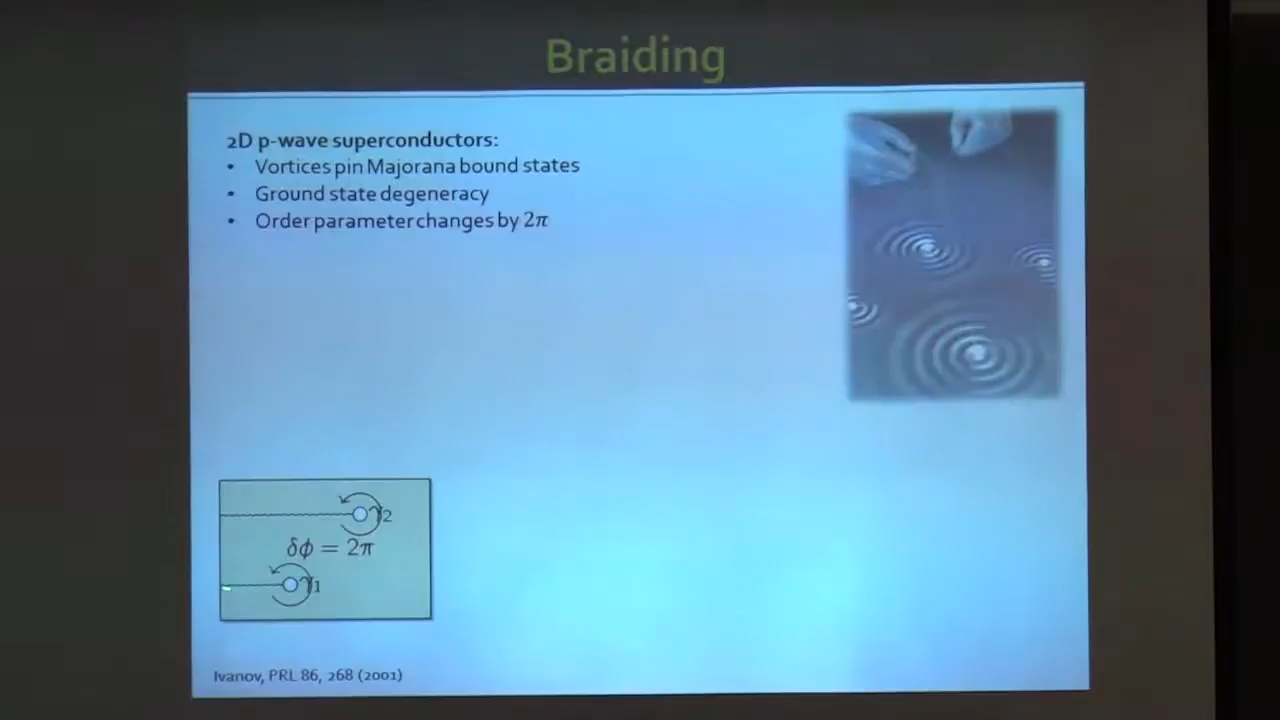 Braiding
2D p-wave superconductors:
• Vortices pin Majorana bound states
• Ground state degeneracy
• Order parameter changes by 2π
γ2
δϕ = 2π
γ1
Ivanov, PRL 86, 268 (2001)